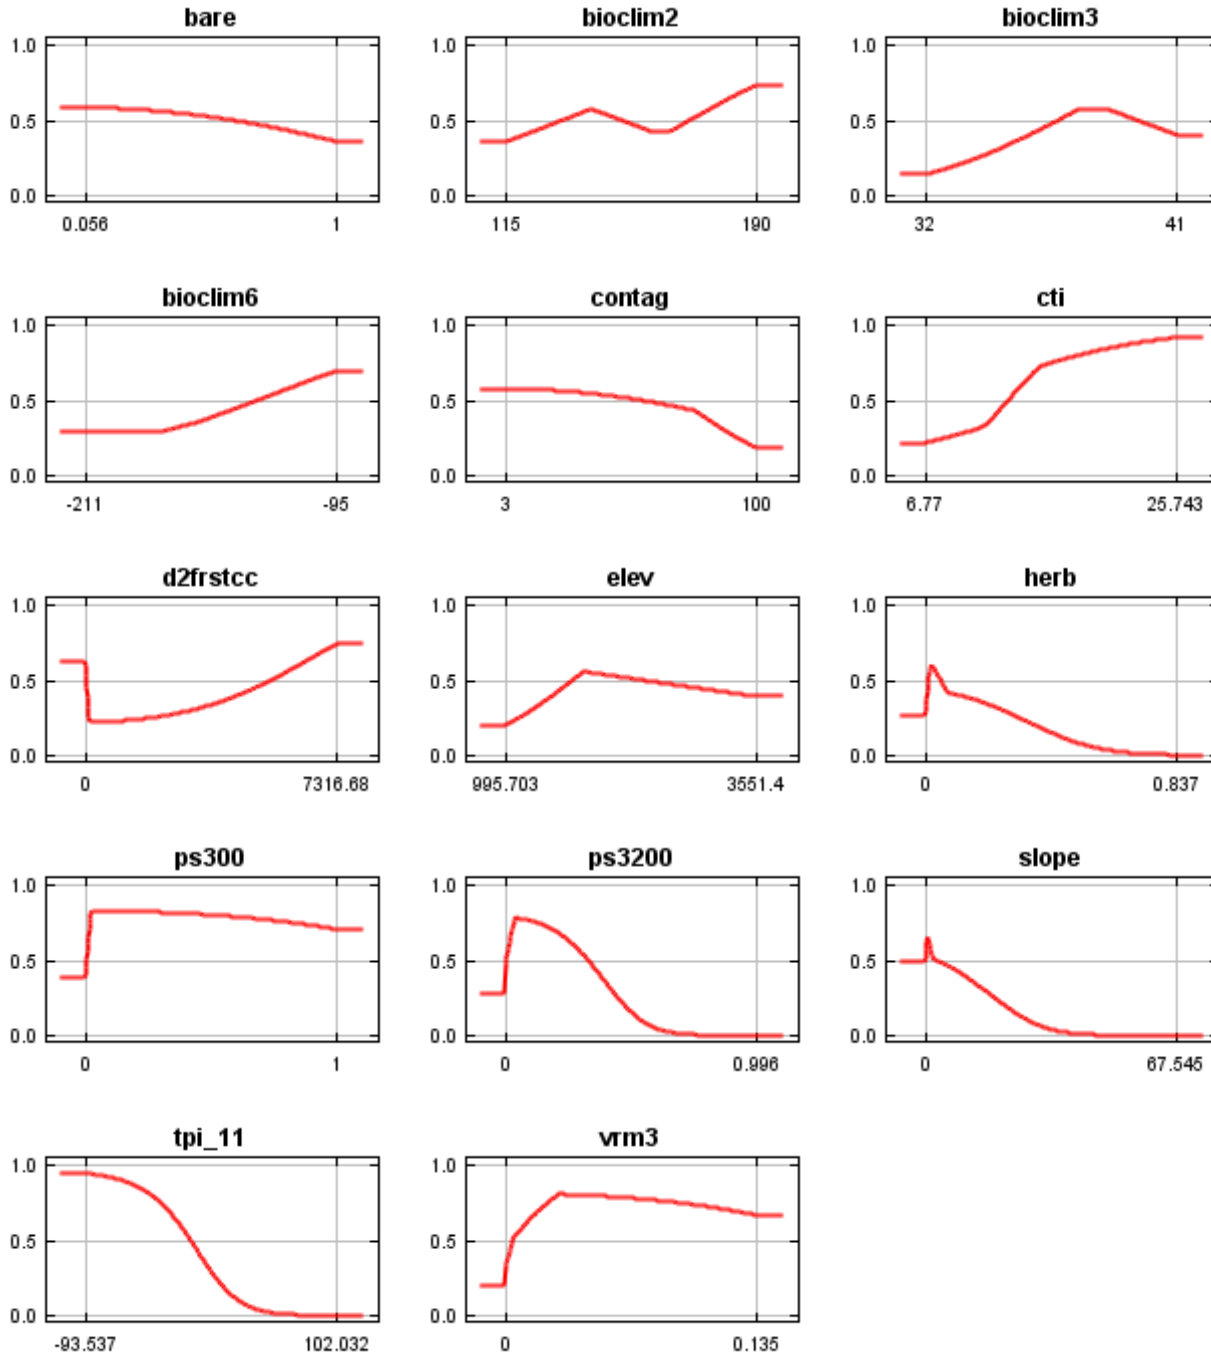 bare bioclim2 bioclim3
1.0 1.0 1.0
0.5 0.5 0.5
0.0 0.0 0.0
0.056 1 115 190 32 41
bioclim6 contag cti
1.0 1.0 1.0
0.5 0.5 0.5
0.0 0.0 0.0
-211 -95 3 100 6.77 25.743
d2frstcc elev herb
1.0 1.0 1.0
0.5 0.5 0.5
0.0 0.0 0.0
0 7316.68 995.703 3551.4 0 0.837
ps300 ps3200 slope
1.0 1.0 1.0
0.5 0.5 0.5
0.0 0.0 0.0
0 1 0 0.996 0 67.545
tpi_11 vrm3
1.0 1.0
0.5 0.5
0.0 0.0
-93.537 102.032 0 0.135